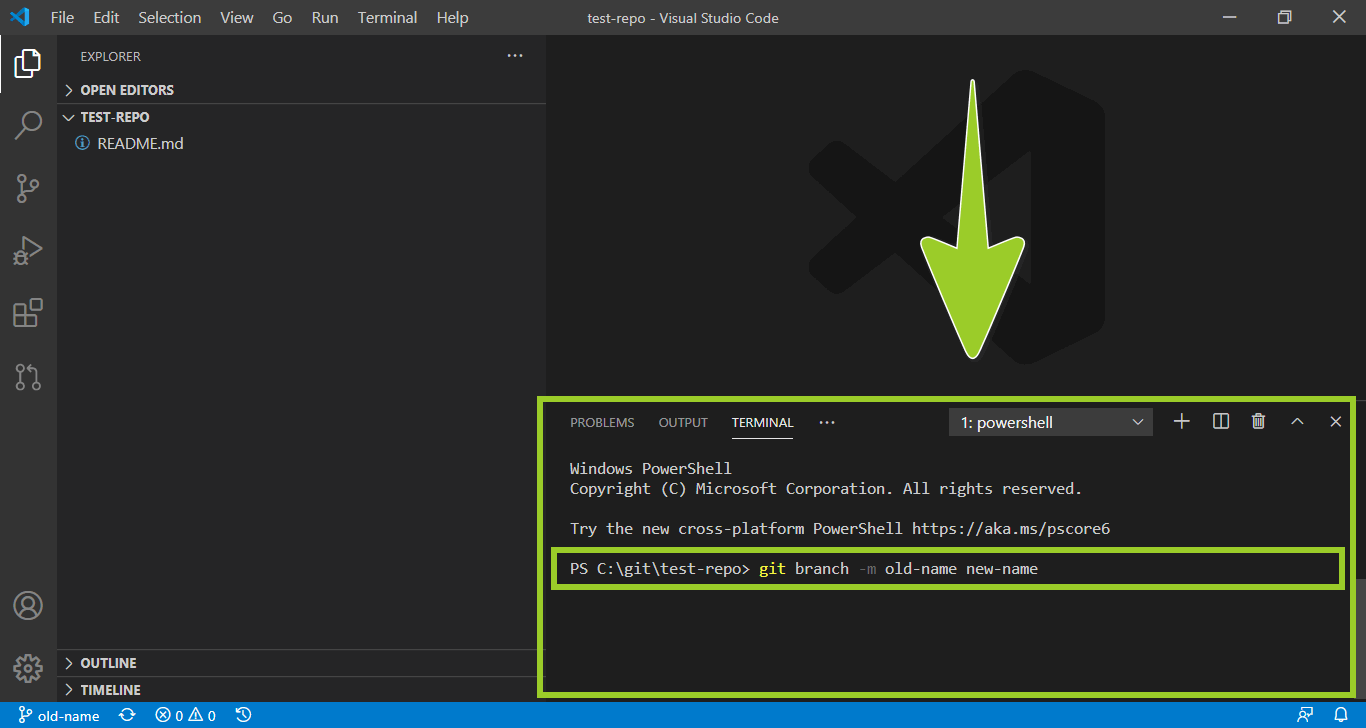 File Edit Selection View Go Run Terminal Help
test-repo - Visual Studio Code
EXPLORER
OPEN EDITORS
TEST-REPO
README.md
PROBLEMS OUTPUT TERMINAL
1: powershell
Windows PowerShell
Copyright (C) Microsoft Corporation. All rights reserved.
Try the new cross-platform PowerShell https://aka.ms/pscore6
PS C:\git\test-repo> git branch -m old-name new-name
OUTLINE
TIMELINE
old-name 0 0